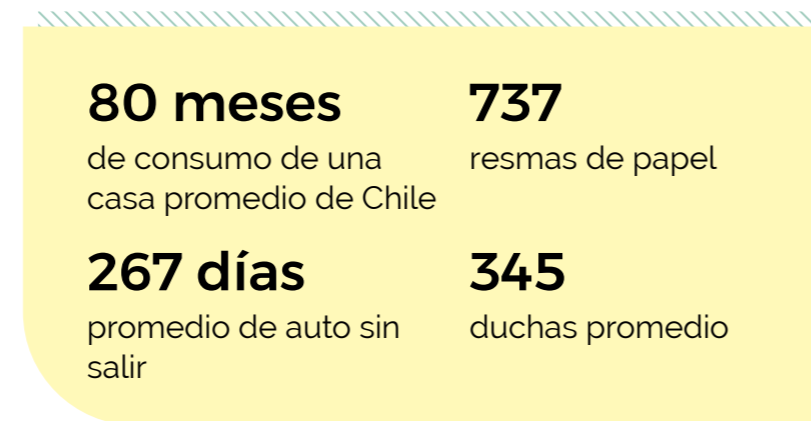 80 meses
de consumo de una
casa promedio de Chile
737
resmas de papel
267 días
promedio de auto sin
salir
345
duchas promedio